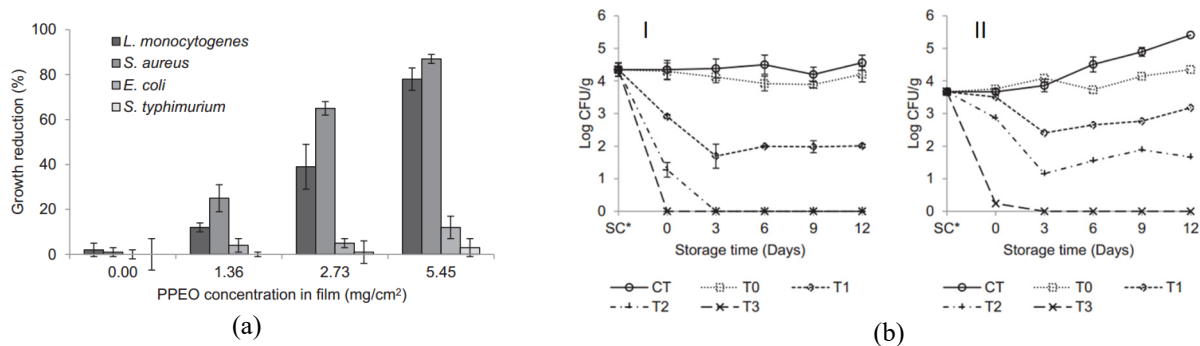 100
80
60
40
20
0
Growth reduction (%)
L. monocytogenes
S. aureus
E. coli
S. typhimurium
0.00 1.36 2.73 5.45
PPEO concentration in film (mg/cm²)
(a)
I
6
5
4
3
2
1
0
Log CFU/g
SC* 0 3 6 9 12
Storage time (Days)
CT T0 T1
T2 T3
II
6
5
4
3
2
1
0
Log CFU/g
SC* 0 3 6 9 12
Storage time (Days)
CT T0 T1
T2 T3
(b)